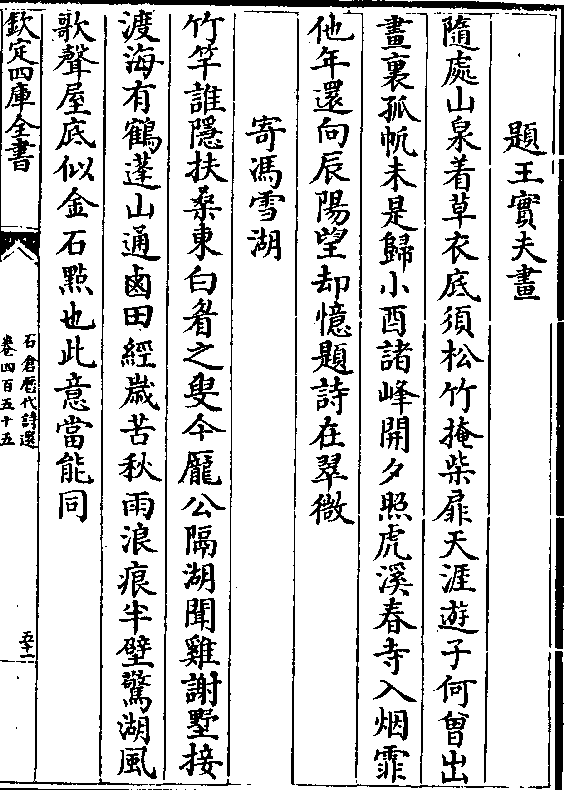 題王實夫畫
隨處山泉着草衣底須松竹掩柴扉天涯遊子何曾出
畫裏孤帆未是歸小酉諸峰開夕照虎溪春寺入烟霏
他年還向辰陽望却憶題詩在翠微
寄馮雪湖
竹竿誰隱扶桑東白眉之叟今龎公隔湖聞雞謝墅接
渡海有鶴蓬山通鹵田經歲苦秋雨浪痕半壁驚湖風
歌聲屋底似金石點也此意當能同
欽定四庫全書
石倉歷代詩選
卷四百五十五